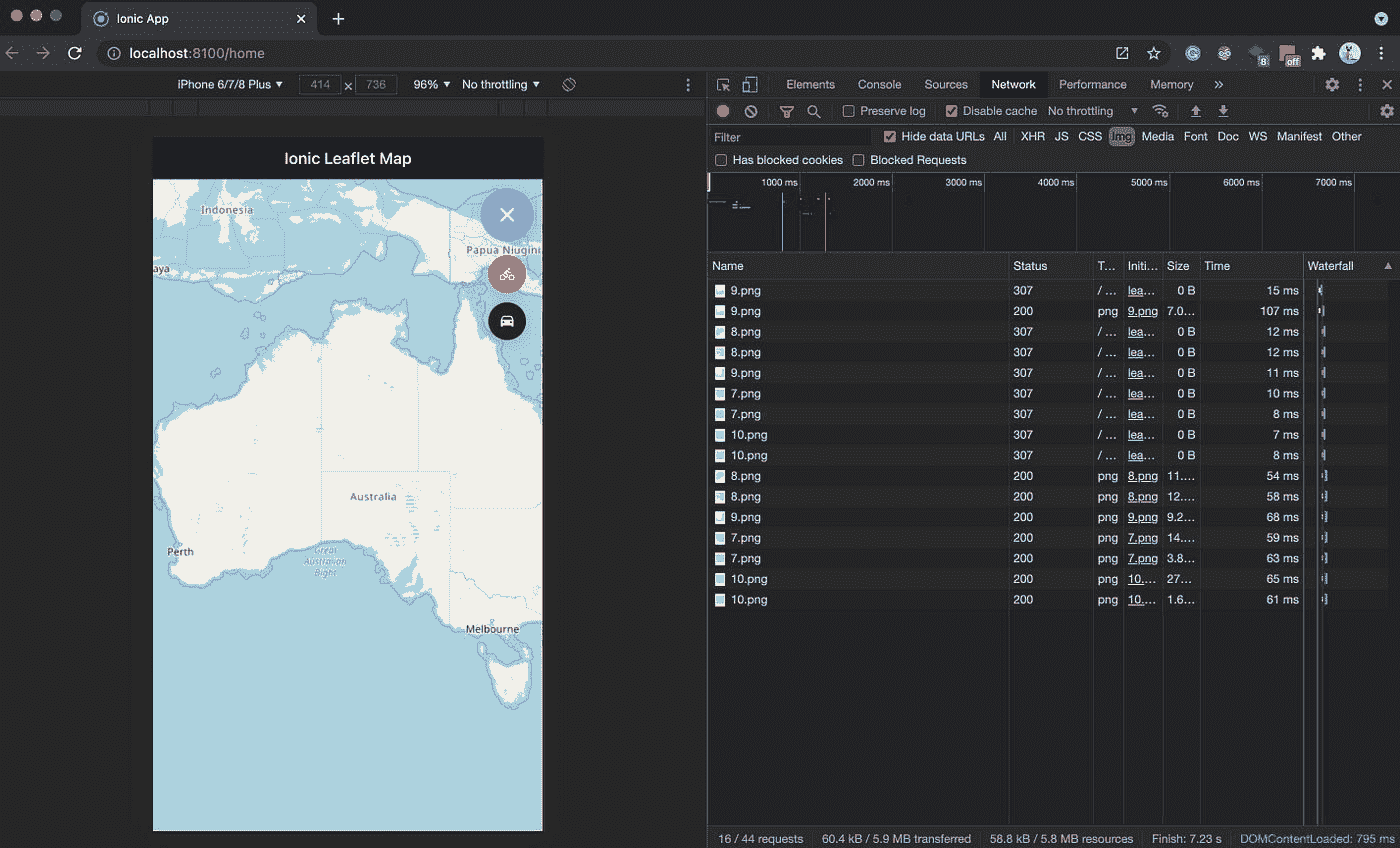 Ionic App
localhost:8100/home
8
off
iPhone 6/7/8 Plus 414 × 736 96% No throttling
Elements Console Sources Network Performance Memory »
Preserve log Disable cache No throttling
Filter Hide data URLs All XHR JS CSS Img Media Font Doc WS Manifest Other
Has blocked cookies Blocked Requests
1000 ms 2000 ms 3000 ms 4000 ms 5000 ms 6000 ms 7000 ms
Ionic Leaflet Map
Indonesia
Papua Niugini
aya
Australia
Perth
Great
Australian
Bight
Melbourne
Name Status T... Initi... Size Time Waterfall
9.png 307 / ... lea... 0 B 15 ms
9.png 200 png 9.png 7.0... 107 ms
8.png 307 / ... lea... 0 B 12 ms
8.png 307 / ... lea... 0 B 12 ms
9.png 307 / ... lea... 0 B 11 ms
7.png 307 / ... lea... 0 B 10 ms
7.png 307 / ... lea... 0 B 8 ms
10.png 307 / ... lea... 0 B 7 ms
10.png 307 / ... lea... 0 B 8 ms
8.png 200 png 8.png 11.... 54 ms
8.png 200 png 8.png 12.... 58 ms
9.png 200 png 9.png 9.2... 68 ms
7.png 200 png 7.png 14.... 59 ms
7.png 200 png 7.png 3.8... 63 ms
10.png 200 png 10.... 27... 65 ms
10.png 200 png 10.... 1.6... 61 ms
16 / 44 requests 60.4 kB / 5.9 MB transferred 58.8 kB / 5.8 MB resources Finish: 7.23 s DOMContentLoaded: 795 ms